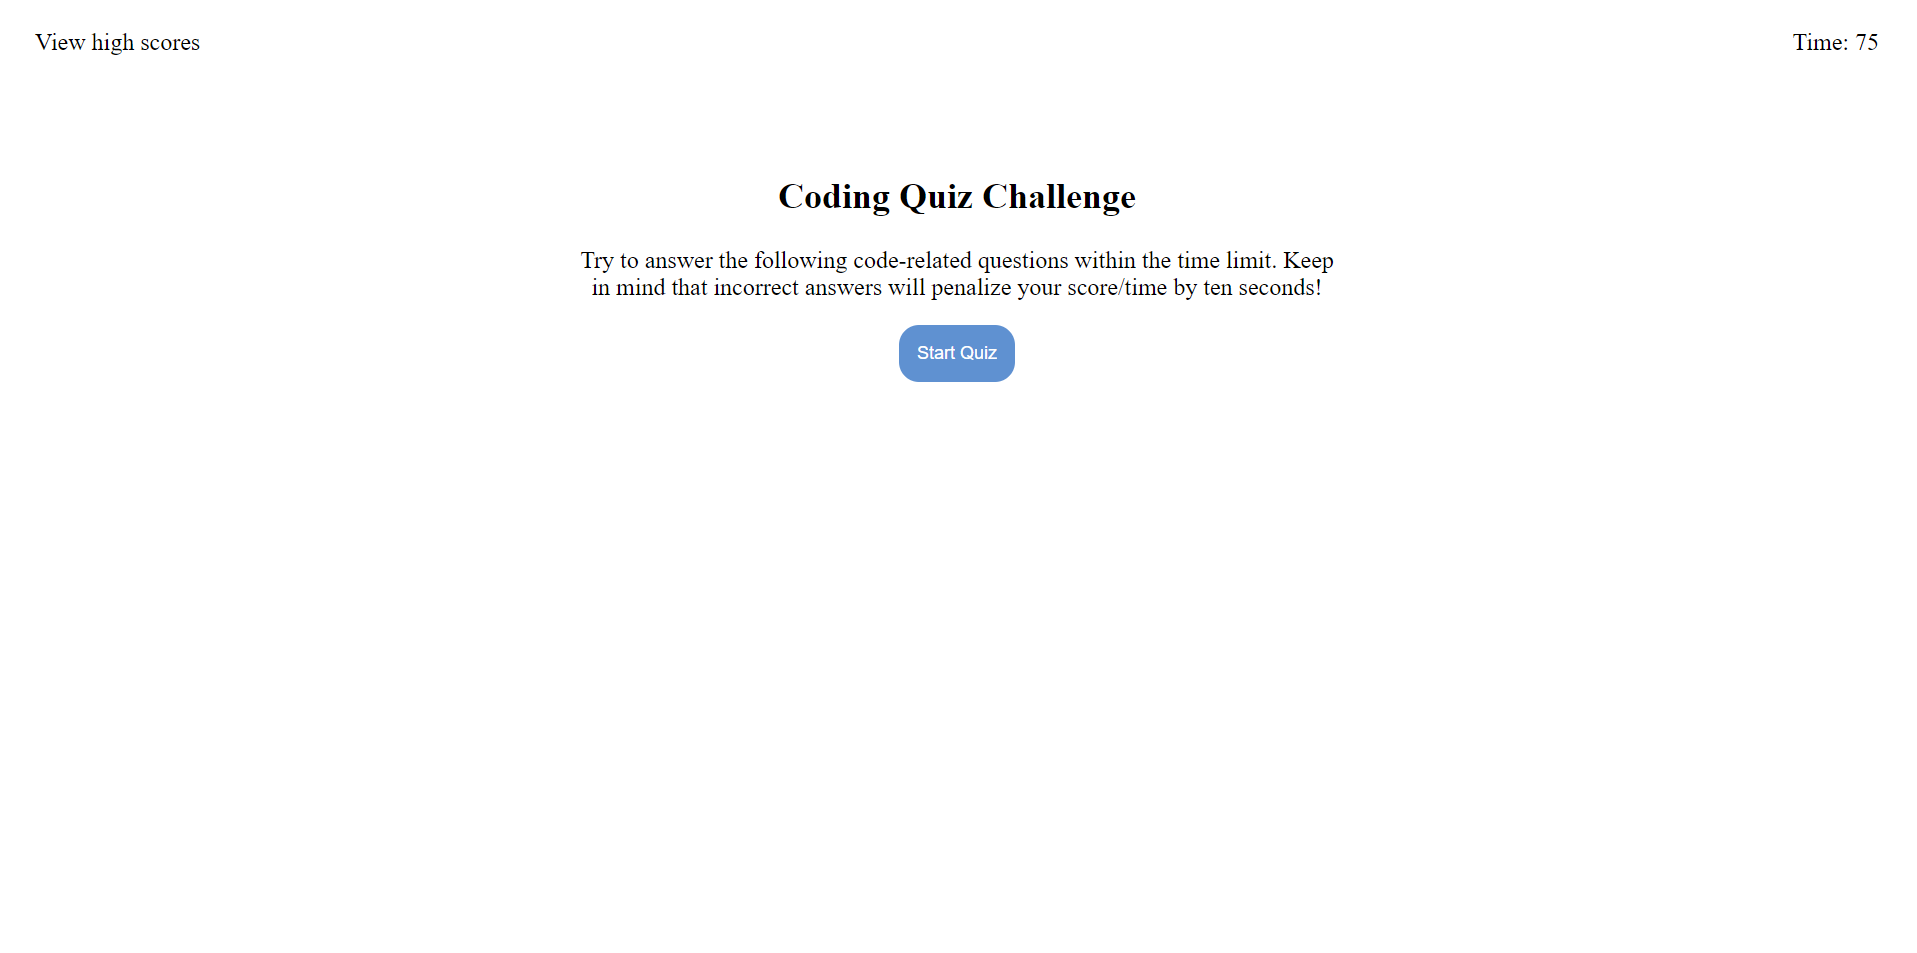 View high scores
Time: 75
Coding Quiz Challenge
Try to answer the following code-related questions within the time limit. Keep
in mind that incorrect answers will penalize your score/time by ten seconds!
Start Quiz